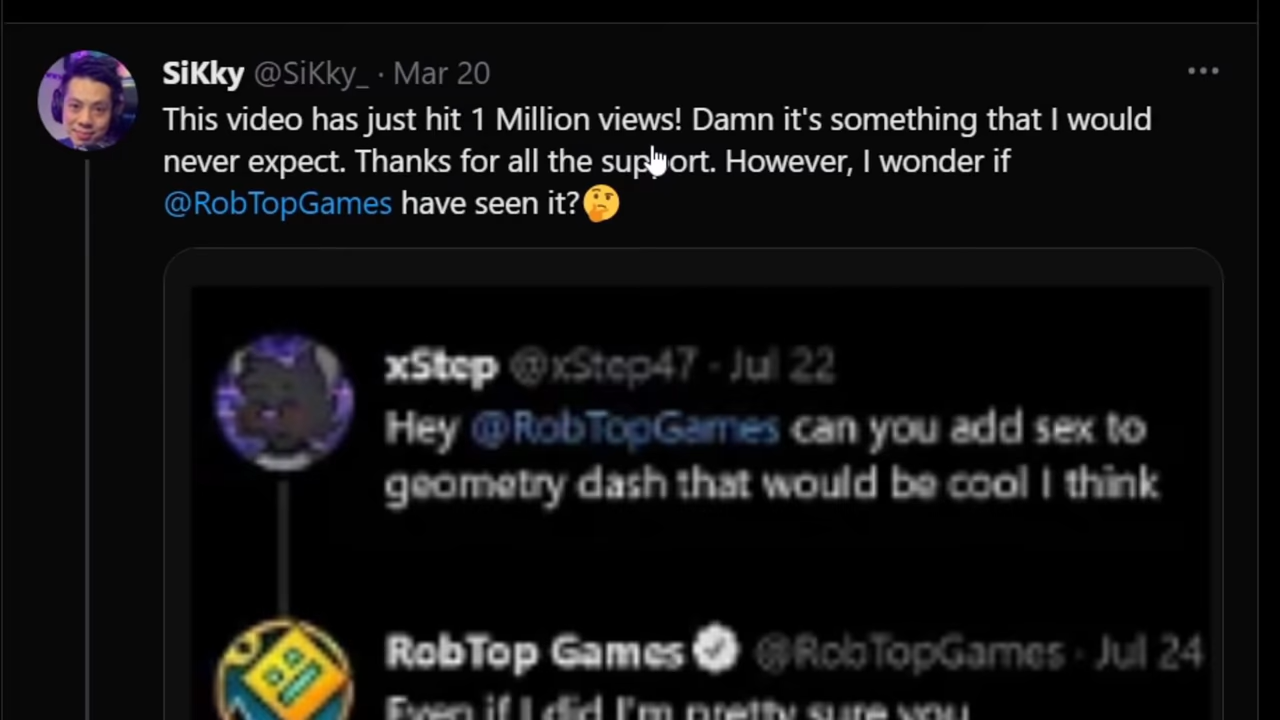 SiKky @SiKky_ · Mar 20
This video has just hit 1 Million views! Damn it's something that I would
never expect. Thanks for all the support. However, I wonder if
@RobTopGames have seen it?🤔
xStep @xStep47 · Jul 22
Hey @RobTopGames can you add sex to
geometry dash that would be cool I think
RobTop Games @RobTopGames · Jul 24
Even if I did I'm pretty sure you